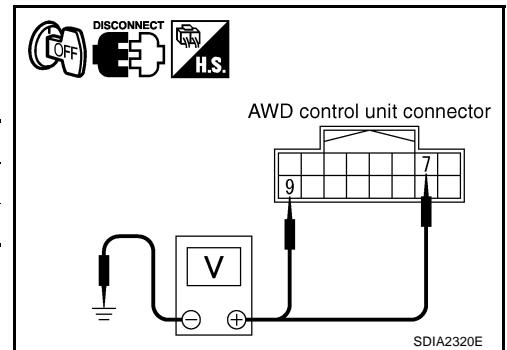 DISCONNECT
OFF
H.S.
AWD control unit connector
7
9
V
− +
SDIA2320E